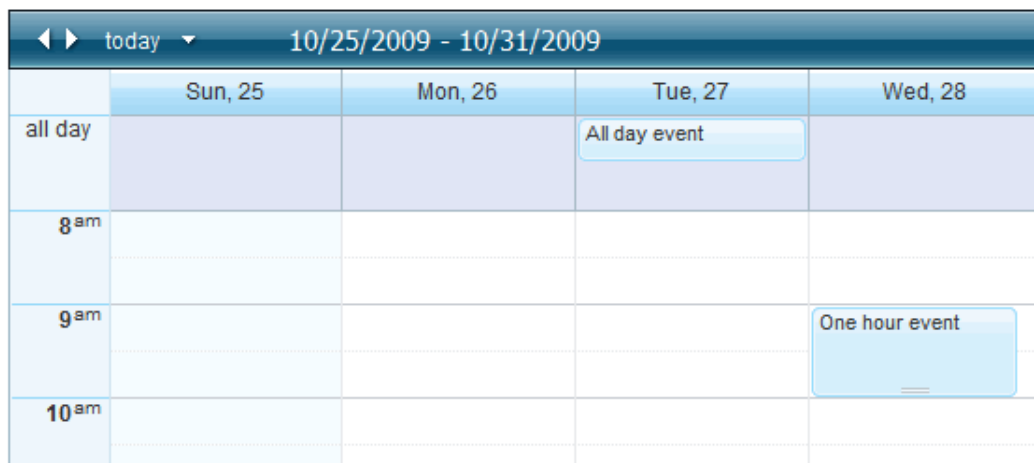 today 10/25/2009 - 10/31/2009
Sun, 25 Mon, 26 Tue, 27 Wed, 28
all day All day event
8am
9am One hour event
10am